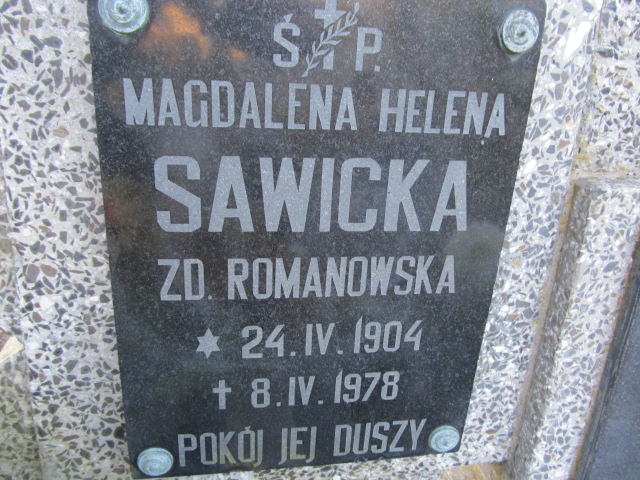 Ś P.
MAGDALENA HELENA
SAWICKA
ZD. ROMANOWSKA
24.IV.1904
8.IV.1978
POKÓJ JEJ DUSZY